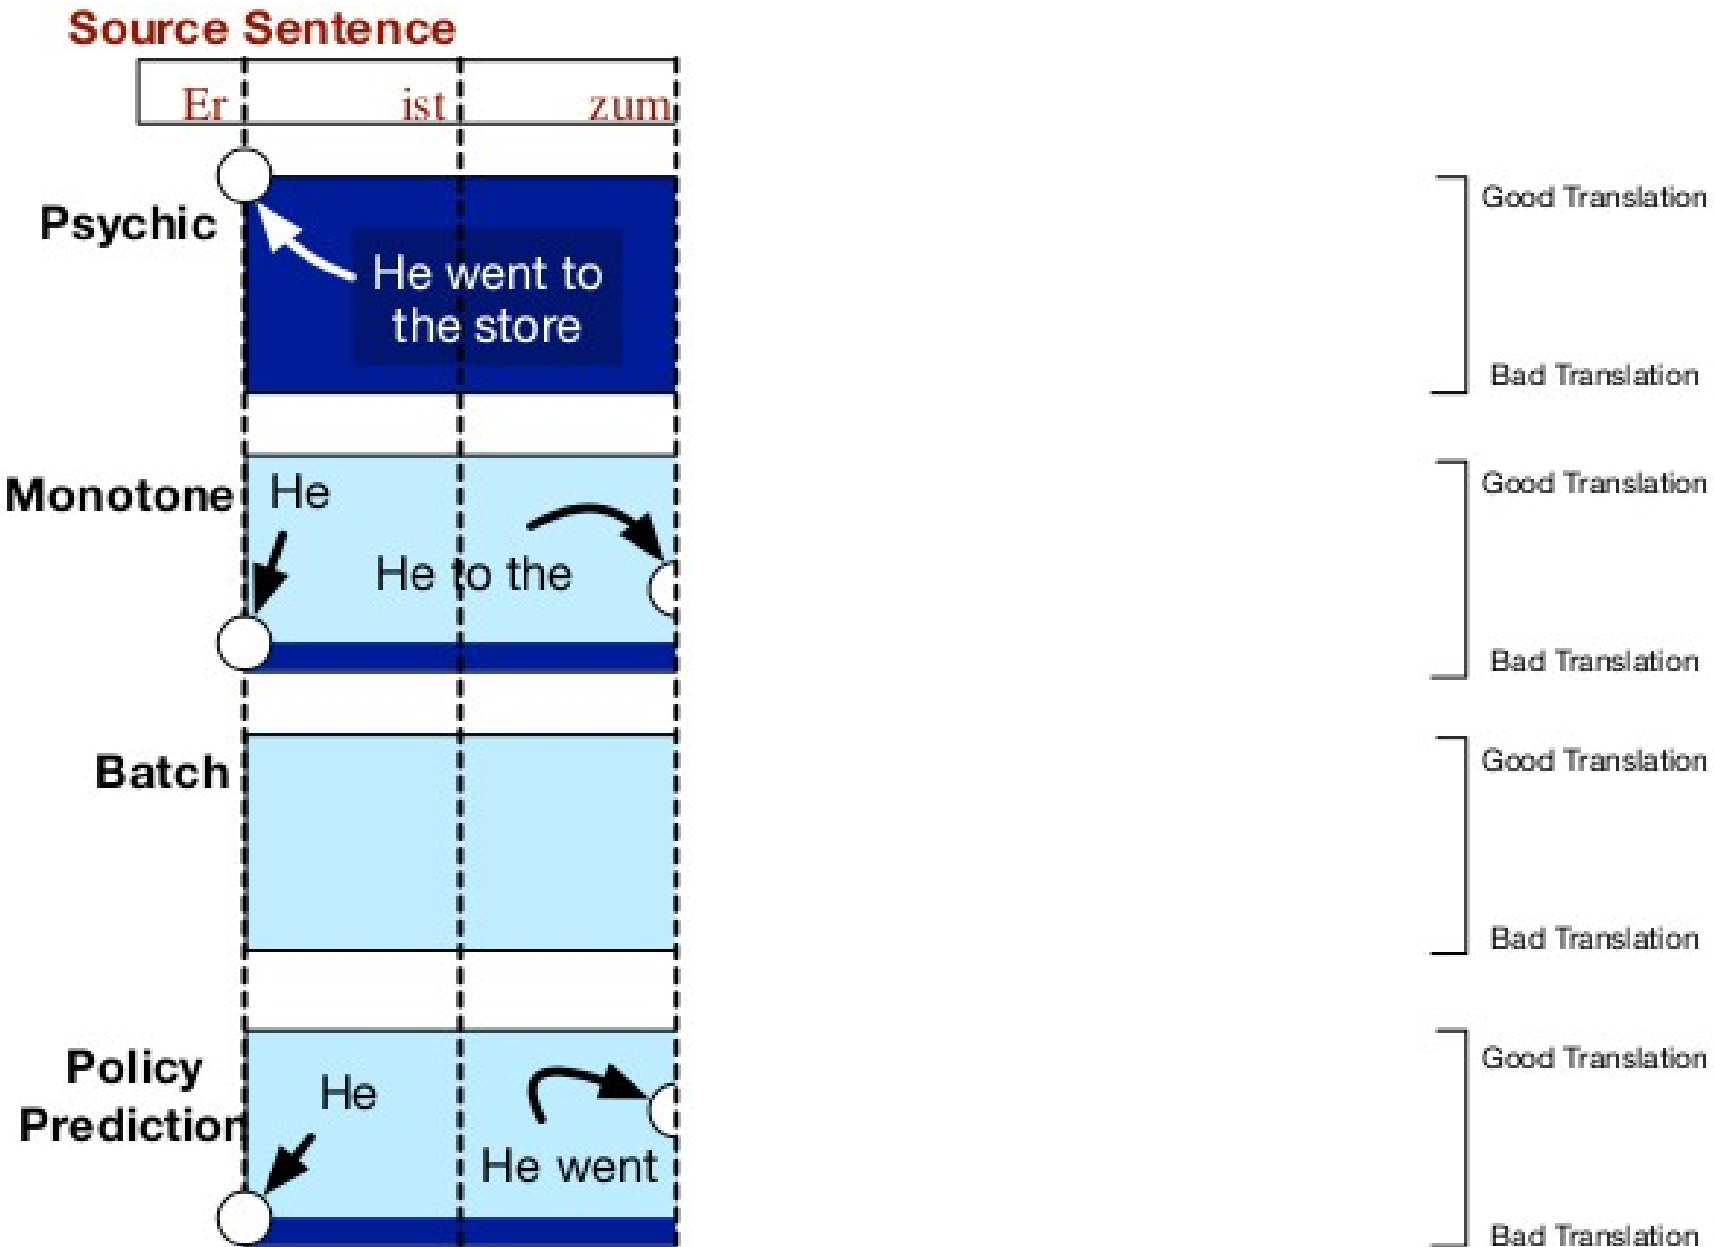 Source Sentence
Er ist zum
Psychic
He went to
the store
Good Translation
Bad Translation
Monotone
He
He to the
Good Translation
Bad Translation
Batch
Good Translation
Bad Translation
Policy
Prediction
He
He went
Good Translation
Bad Translation